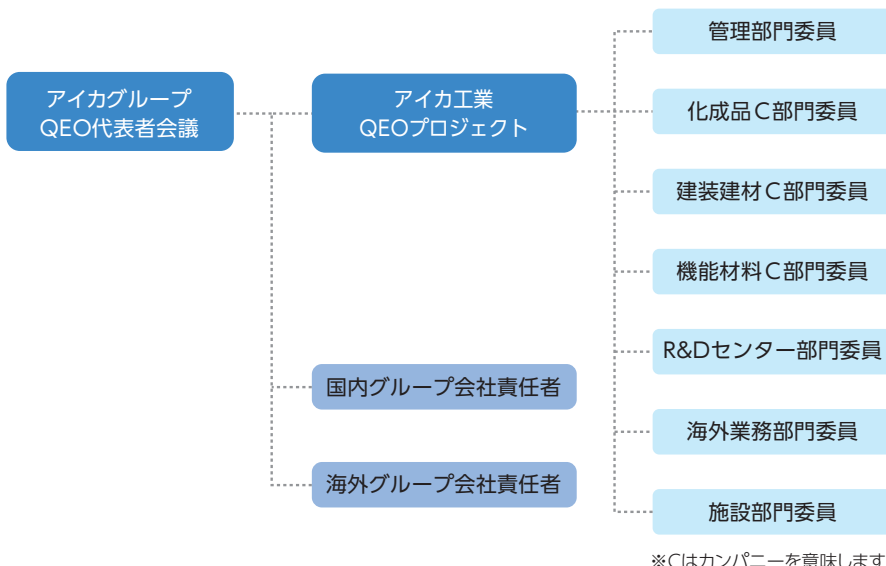 アイカグループ
QEO代表者会議
アイカ工業
QEOプロジェクト
国内グループ会社責任者
海外グループ会社責任者
管理部門委員
化成品C部門委員
建装建材C部門委員
機能材料C部門委員
R&Dセンター部門委員
海外業務部門委員
施設部門委員
※Cはカンパニーを意味します